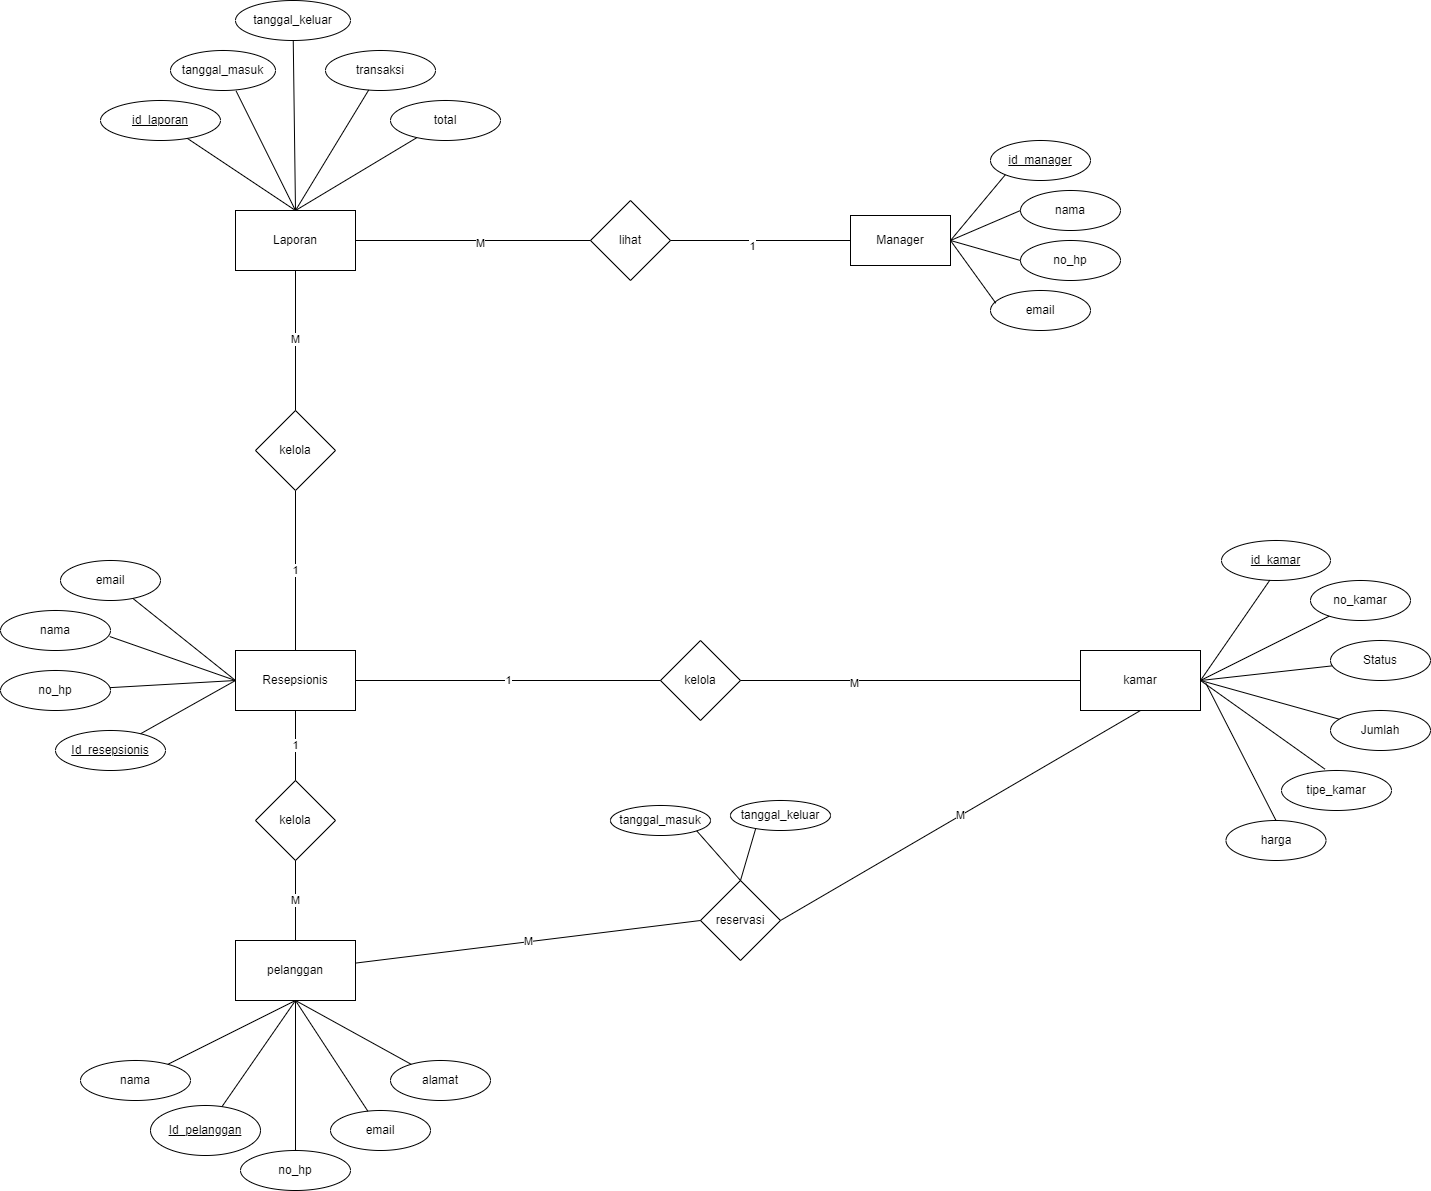 tanggal_keluar
tanggal_masuk
transaksi
id_laporan
total
id_manager
nama
no_hp
email
Laporan
M
lihat
1
Manager
M
kelola
1
email
nama
no_hp
Id_resepsionis
Resepsionis
1
kelola
M
kamar
id_kamar
no_kamar
Status
Jumlah
tipe_kamar
harga
1
kelola
M
tanggal_masuk
tanggal_keluar
M
reservasi
M
pelanggan
nama
alamat
Id_pelanggan
email
no_hp